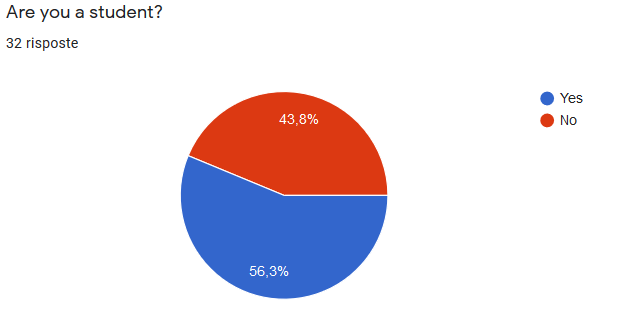 Are you a student?
32 risposte
Yes
No
43,8%
56,3%